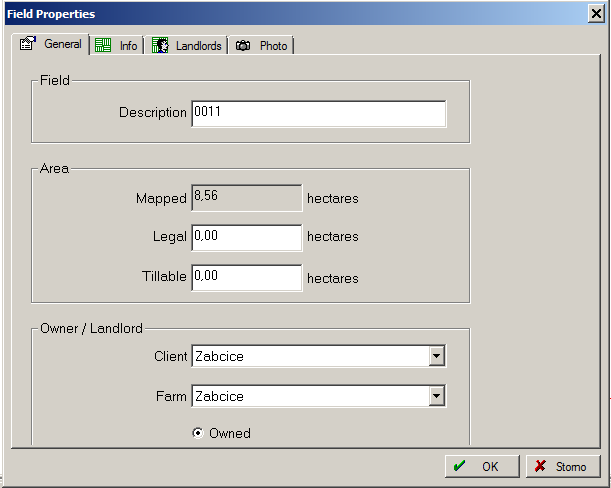 Field Properties
General Info Landlords Photo
Field
Description 0011
Area
Mapped 8,56 hectares
Legal 0,00 hectares
Tillable 0,00 hectares
Owner / Landlord
Client Zabcice
Farm Zabcice
Owned
OK Storno